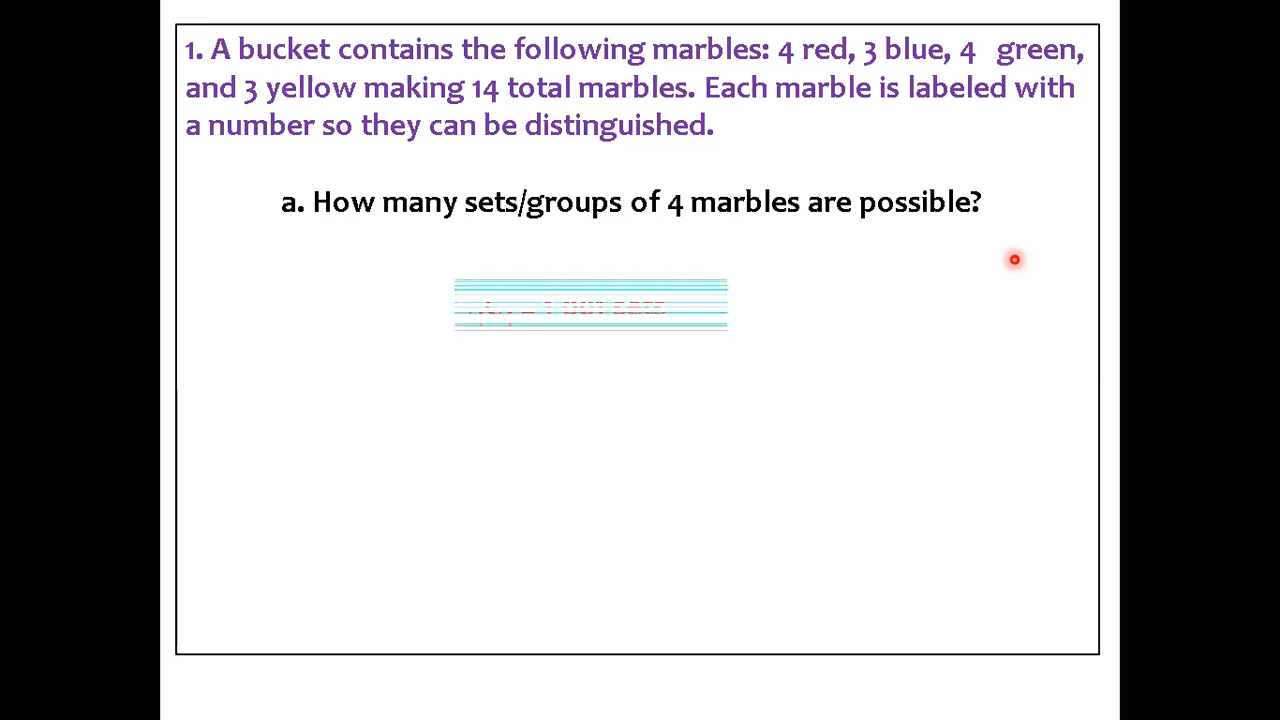 1. A bucket contains the following marbles: 4 red, 3 blue, 4 green,
and 3 yellow making 14 total marbles. Each marble is labeled with
a number so they can be distinguished.
a. How many sets/groups of 4 marbles are possible?